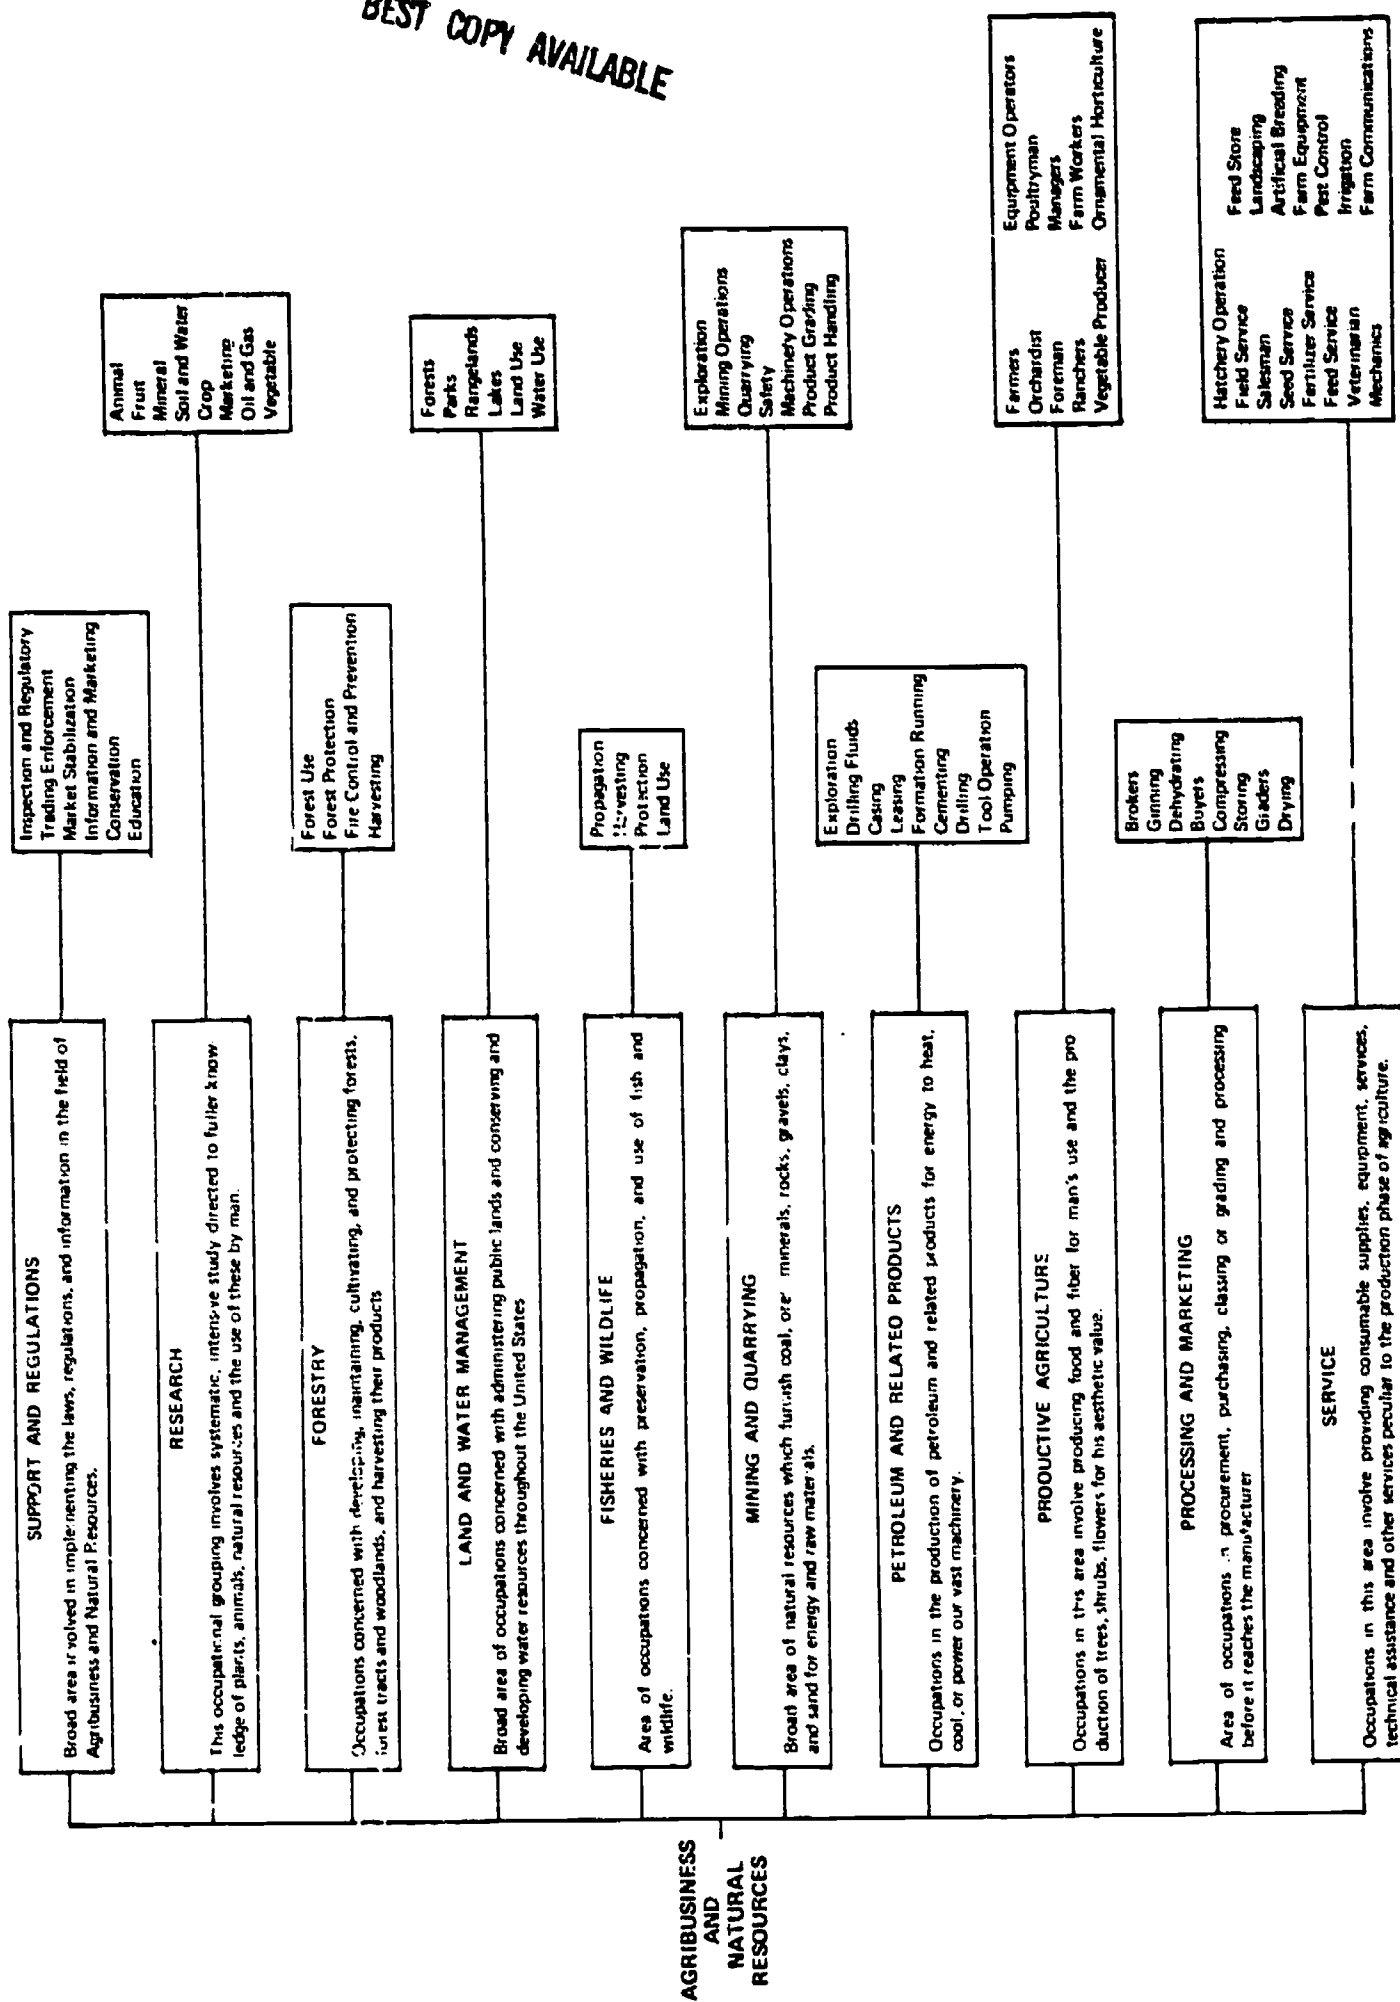 BEST COPY AVAILABLE
AGRIBUSINESS
AND
NATURAL
RESOURCES
SUPPORT AND REGULATIONS
Broad area involved in implementing the laws, regulations, and information in the field of
Agribusiness and Natural Resources.
Inspection and Regulatory
Trading Enforcement
Market Stabilization
Information and Marketing
Conservation
Education
RESEARCH
This occupational grouping involves systematic, intensive study directed to fuller know
ledge of plants, animals, natural resources and the use of these by man.
Animal
Fruit
Mineral
Soil and Water
Crop
Marketing
Oil and Gas
Vegetable
FORESTRY
Occupations concerned with developing, maintaining, cultivating, and protecting forests,
forest tracts and woodlands, and harvesting their products
Forest Use
Forest Protection
Fire Control and Prevention
Harvesting
LAND AND WATER MANAGEMENT
Broad area of occupations concerned with administering public lands and conserving and
developing water resources throughout the United States
Forests
Parks
Rangelands
Lakes
Land Use
Water Use
FISHERIES AND WILDLIFE
Area of occupations concerned with preservation, propagation, and use of fish and
wildlife.
Propagation
Harvesting
Protection
Land Use
MINING AND QUARRYING
Broad area of natural resources which furnish coal, ore minerals, rocks, gravels, clays,
and sand for energy and raw materials.
Exploration
Mining Operations
Quarrying
Safety
Machinery Operations
Product Grading
Product Handling
PETROLEUM AND RELATED PRODUCTS
Occupations in the production of petroleum and related products for energy to heat,
cool, or power our vast machinery.
Exploration
Drilling Fluids
Casing
Leasing
Formation Running
Cementing
Drilling
Tool Operation
Pumping
PRODUCTIVE AGRICULTURE
Occupations in this area involve producing food and fiber for man's use and the pro
duction of trees, shrubs, flowers for his aesthetic value.
Farmers
Orchardist
Foreman
Ranchers
Vegetable Producer
Equipment Operators
Poultryman
Managers
Farm Workers
Ornamental Horticulture
PROCESSING AND MARKETING
Area of occupations in procurement, purchasing, classing or grading and processing
before it reaches the manufacturer
Brokers
Ginning
Dehydrating
Buyers
Compressing
Storing
Graders
Drying
SERVICE
Occupations in this area involve providing consumable supplies, equipment, services,
technical assistance and other services peculiar to the production phase of agriculture.
Hatchery Operation
Field Service
Salesman
Seed Service
Fertilizer Service
Feed Service
Veterinarian
Mechanics
Feed Store
Landscaping
Artificial Breeding
Farm Equipment
Pest Control
Irrigation
Farm Communications